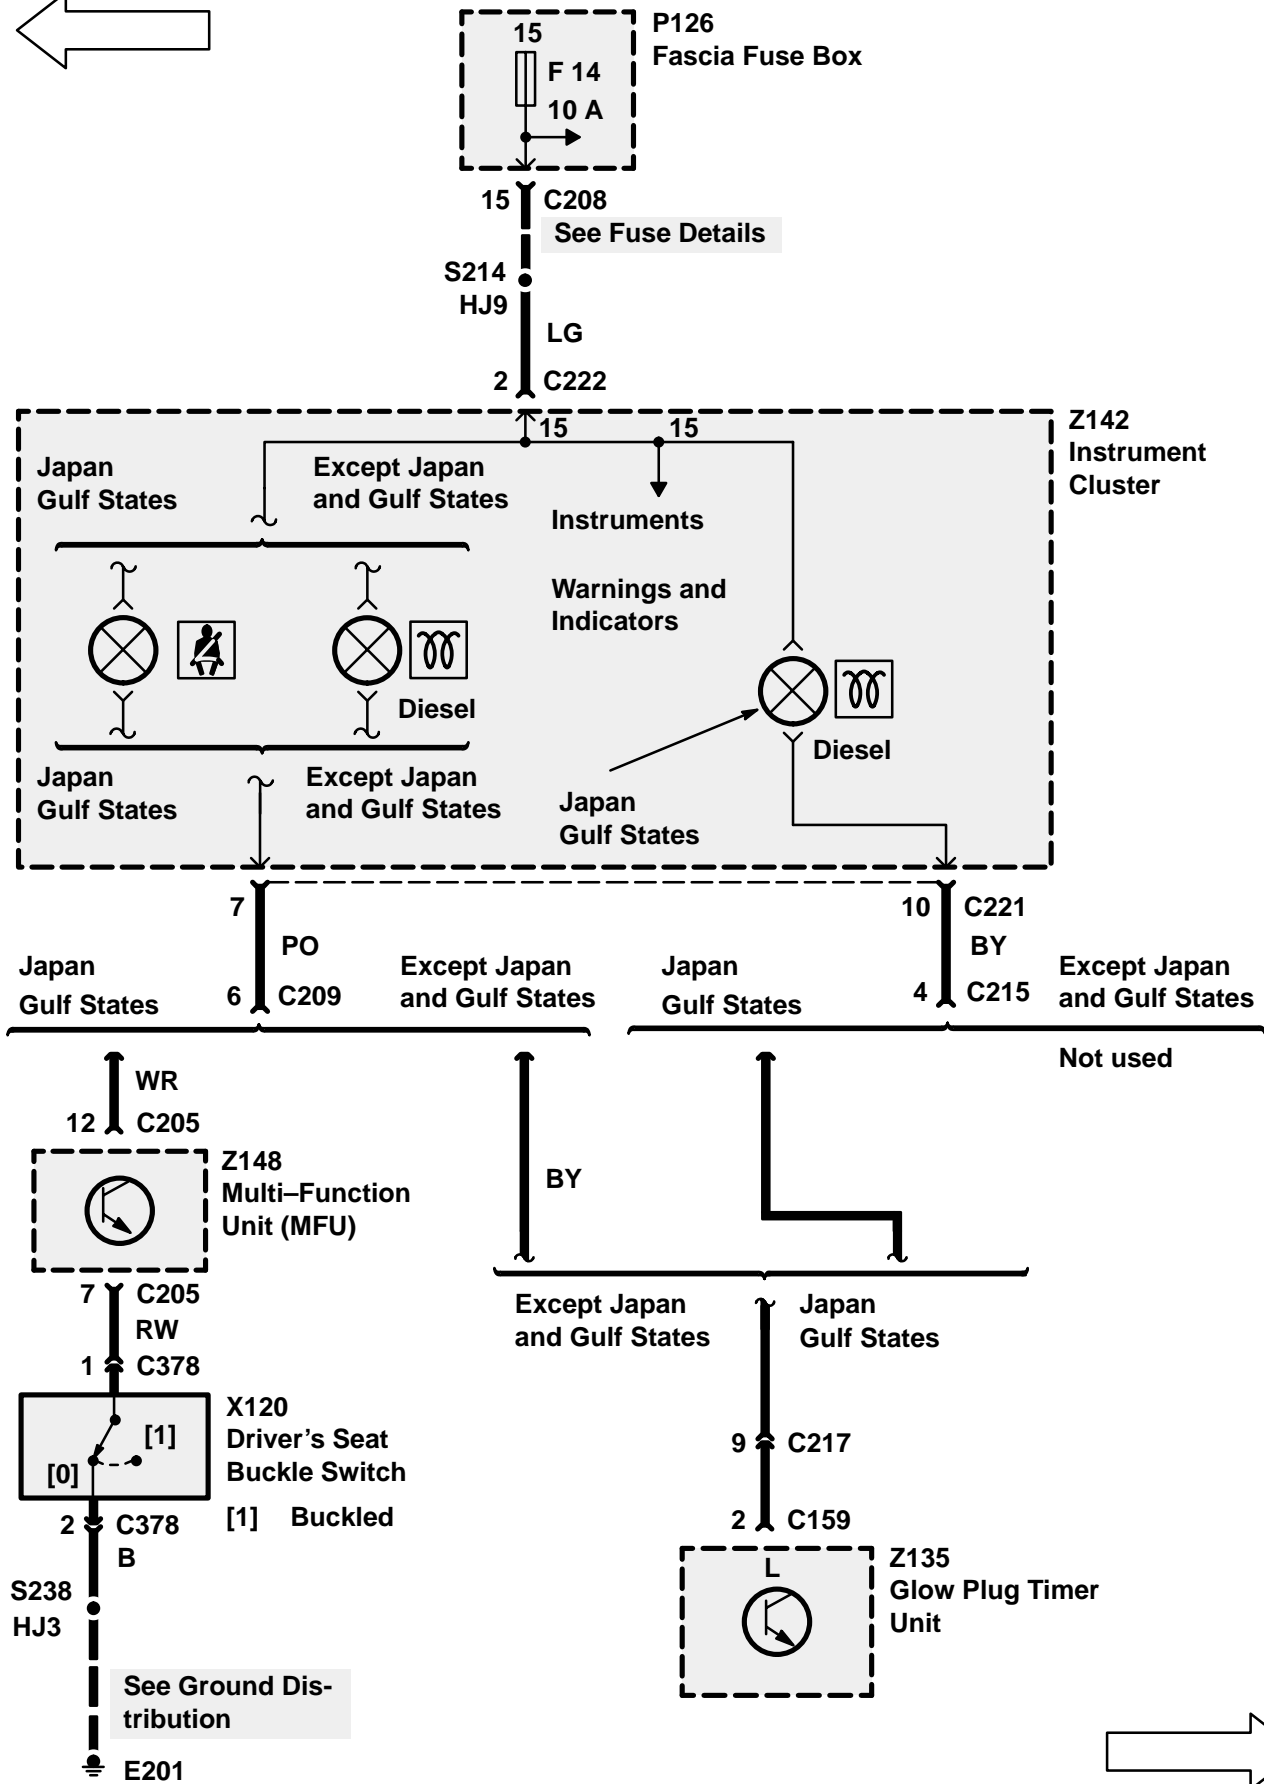 P126
Fascia Fuse Box
15
F 14
10 A
15 C208
See Fuse Details
S214
HJ9
LG
2 C222
Z142
Instrument
Cluster
15
15
Japan
Gulf States
Except Japan
and Gulf States
Instruments
Warnings and
Indicators
Diesel
Diesel
Japan
Gulf States
Except Japan
and Gulf States
Japan
Gulf States
7
10 C221
PO
BY
Japan
Gulf States
6 C209
Except Japan
and Gulf States
Japan
Gulf States
4 C215
Except Japan
and Gulf States
Not used
WR
12 C205
Z148
Multi–Function
Unit (MFU)
BY
7 C205
RW
1 C378
Except Japan
and Gulf States
Japan
Gulf States
X120
Driver’s Seat
Buckle Switch
[1] Buckled
[1]
[0]
9 C217
2 C378
B
2 C159
S238
HJ3
L
Z135
Glow Plug Timer
Unit
See Ground Dis-
tribution
E201